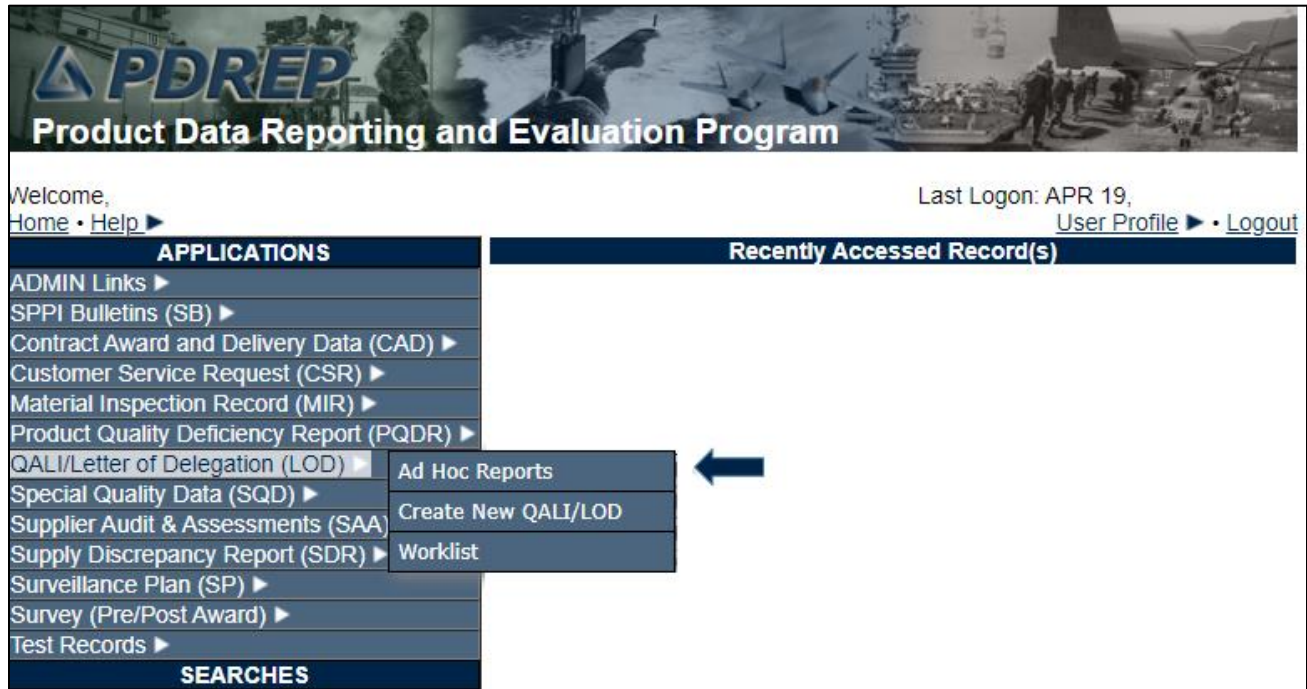 PDREP
Product Data Reporting and Evaluation Program
Welcome,
Last Logon: APR 19,
Home • Help ▶
User Profile ▶ • Logout
APPLICATIONS
Recently Accessed Record(s)
ADMIN Links ▶
SPPI Bulletins (SB) ▶
Contract Award and Delivery Data (CAD) ▶
Customer Service Request (CSR) ▶
Material Inspection Record (MIR) ▶
Product Quality Deficiency Report (PQDR) ▶
QALI/Letter of Delegation (LOD) ▶
Ad Hoc Reports
Create New QALI/LOD
Worklist
Special Quality Data (SQD) ▶
Supplier Audit & Assessments (SAA)
Supply Discrepancy Report (SDR) ▶
Surveillance Plan (SP) ▶
Survey (Pre/Post Award) ▶
Test Records ▶
SEARCHES